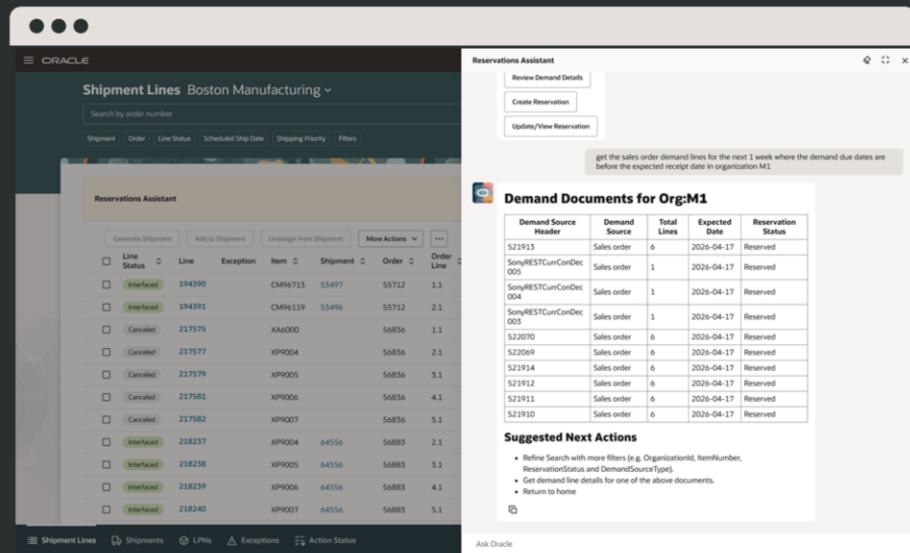 ORACLE
Shipment Lines Boston Manufacturing
Search by order number
Shipment Order Line Status Scheduled Ship Date Shipping Priority Filters
Reservations Assistant
Generate Shipment Add to Shipment Unassign from Shipment More Actions ...
Line Status Line Exception Item Shipment Order Order Line
Interfaced 194390 CM96713 53497 55712 1.1
Interfaced 194391 CM96119 53496 55712 2.1
Canceled 217575 XA6000 56836 1.1
Canceled 217577 XP9004 56836 2.1
Canceled 217579 XP9005 56836 3.1
Canceled 217581 XP9006 56836 4.1
Canceled 217582 XP9007 56836 5.1
Interfaced 218237 XP9004 64556 56883 2.1
Interfaced 218238 XP9005 64556 56883 3.1
Interfaced 218239 XP9006 64556 56883 4.1
Interfaced 218240 XP9007 64556 56883 5.1
Shipment Lines Shipments LPNs Exceptions Action Status
Reservations Assistant
Review Demand Details
Create Reservation
Update/View Reservation
get the sales order demand lines for the next 1 week where the demand due dates are
before the expected receipt date in organization M1
Demand Documents for Org:M1
Demand Source Header Demand Source Total Lines Expected Date Reservation Status
521913 Sales order 6 2026-04-17 Reserved
SonyRESTCurrConDec005 Sales order 1 2026-04-17 Reserved
SonyRESTCurrConDec004 Sales order 1 2026-04-17 Reserved
SonyRESTCurrConDec003 Sales order 1 2026-04-17 Reserved
522070 Sales order 6 2026-04-17 Reserved
522069 Sales order 6 2026-04-17 Reserved
521914 Sales order 6 2026-04-17 Reserved
521912 Sales order 6 2026-04-17 Reserved
521911 Sales order 6 2026-04-17 Reserved
521910 Sales order 6 2026-04-17 Reserved
Suggested Next Actions
• Refine Search with more filters (e.g. OrganizationId, ItemNumber,
ReservationStatus and DemandSourceType).
• Get demand line details for one of the above documents.
• Return to home
Ask Oracle